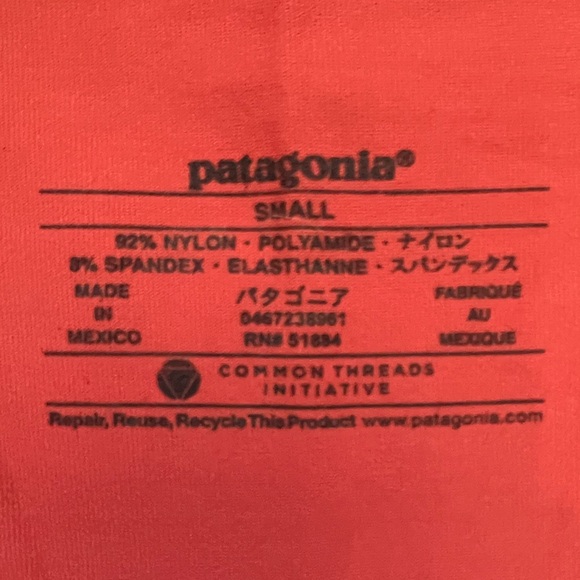 patagonia®
SMALL
92% NYLON · POLYAMIDE · ナイロン
8% SPANDEX · ELASTHANNE · スパンデックス
MADE IN MEXICO
パタゴニア
0467238961
RN# 51884
FABRIQUÉ AU MEXIQUE
COMMON THREADS
INITIATIVE
Repair, Reuse, Recycle This Product www.patagonia.com